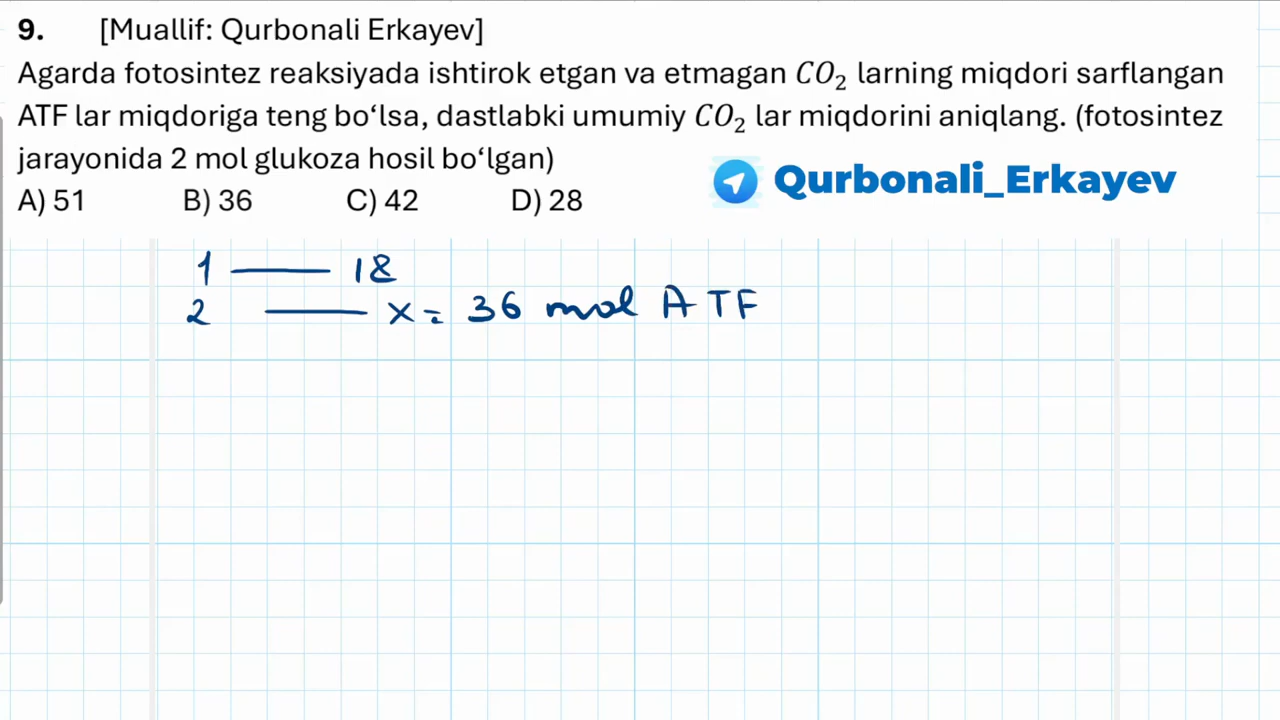 9. [Muallif: Qurbonali Erkayev]
Agarda fotosintez reaksiyada ishtirok etgan va etmagan CO₂ larning miqdori sarflangan
ATF lar miqdoriga teng bo‘lsa, dastlabki umumiy CO₂ lar miqdorini aniqlang. (fotosintez
jarayonida 2 mol glukoza hosil bo‘lgan)
Qurbonali_Erkayev
A) 51 B) 36 C) 42 D) 28
1 — 18
2 — x = 36 mol ATF